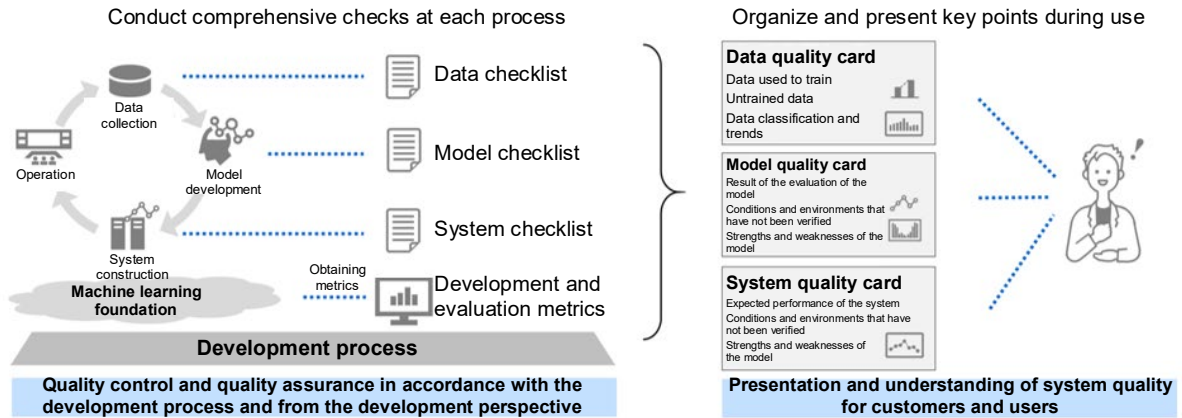 Conduct comprehensive checks at each process
Data
collection
Model
development
System
construction
Operation
Machine learning
foundation
Data checklist
Model checklist
System checklist
Obtaining
metrics
Development and
evaluation metrics
Development process
Quality control and quality assurance in accordance with the
development process and from the development perspective
Organize and present key points during use
Data quality card
Data used to train
Untrained data
Data classification and
trends
Model quality card
Result of the evaluation of the
model
Conditions and environments that
have not been verified
Strengths and weaknesses of the
model
System quality card
Expected performance of the system
Conditions and environments that have
not been verified
Strengths and weaknesses of
the model
!
Presentation and understanding of system quality
for customers and users